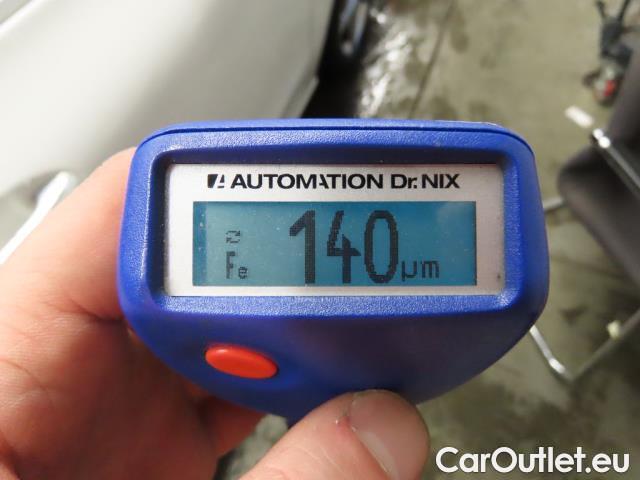 AUTOMATION Dr. NIX
Fe 140 µm
CarOutlet.eu